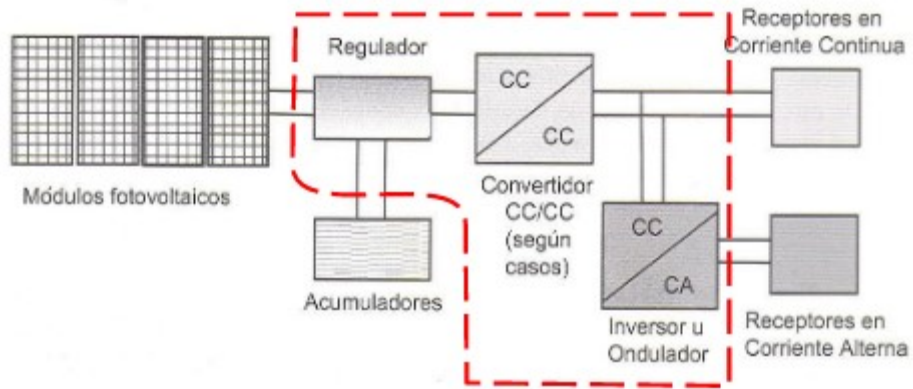 Receptores en
Corriente Continua
Regulador
CC
CC
Módulos fotovoltaicos
Convertidor
CC/CC
(según
casos)
Acumuladores
CC
CA
Inversor u
Ondulador
Receptores en
Corriente Alterna